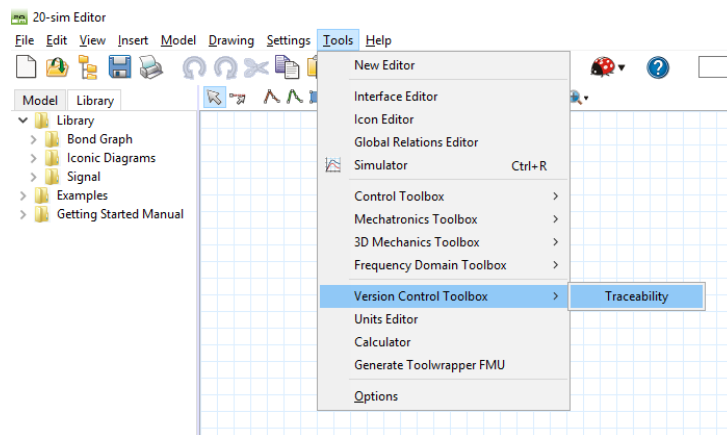 20-sim Editor
File Edit View Insert Model Drawing Settings Tools Help
Model Library
Library
Bond Graph
Iconic Diagrams
Signal
Examples
Getting Started Manual
New Editor
Interface Editor
Icon Editor
Global Relations Editor
Simulator Ctrl+R
Control Toolbox
Mechatronics Toolbox
3D Mechanics Toolbox
Frequency Domain Toolbox
Version Control Toolbox Traceability
Units Editor
Calculator
Generate Toolwrapper FMU
Options